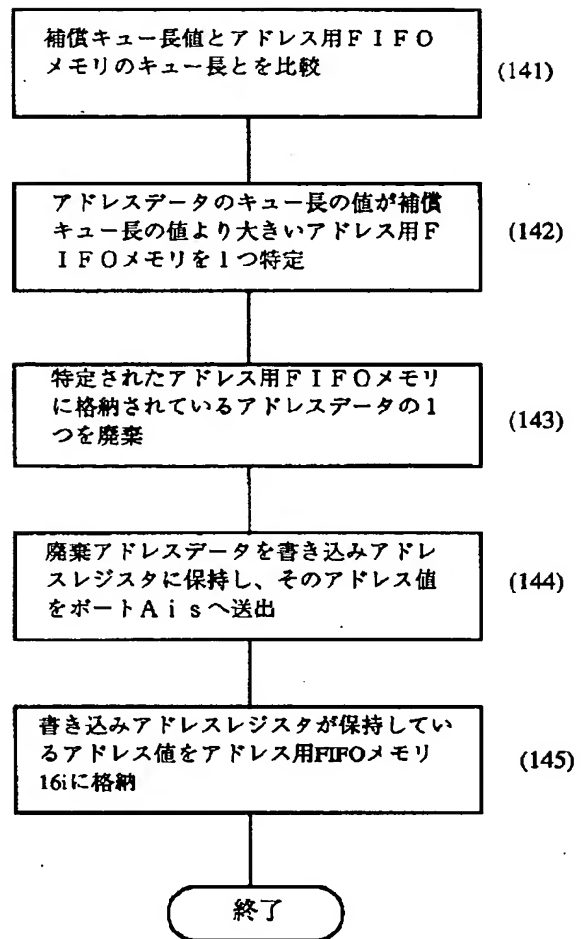 補償キュー長値とアドレス用ＦＩＦＯ
メモリのキュー長とを比較
(141)
アドレスデータのキュー長の値が補償
キュー長の値より大きいアドレス用Ｆ
ＩＦＯメモリを１つ特定
(142)
特定されたアドレス用ＦＩＦＯメモリ
に格納されているアドレスデータの１
つを廃棄
(143)
廃棄アドレスデータを書き込みアドレ
スレジスタに保持し、そのアドレス値
をポートＡｉｓへ送出
(144)
書き込みアドレスレジスタが保持してい
るアドレス値をアドレス用FIFOメモリ
16iに格納
(145)
終了